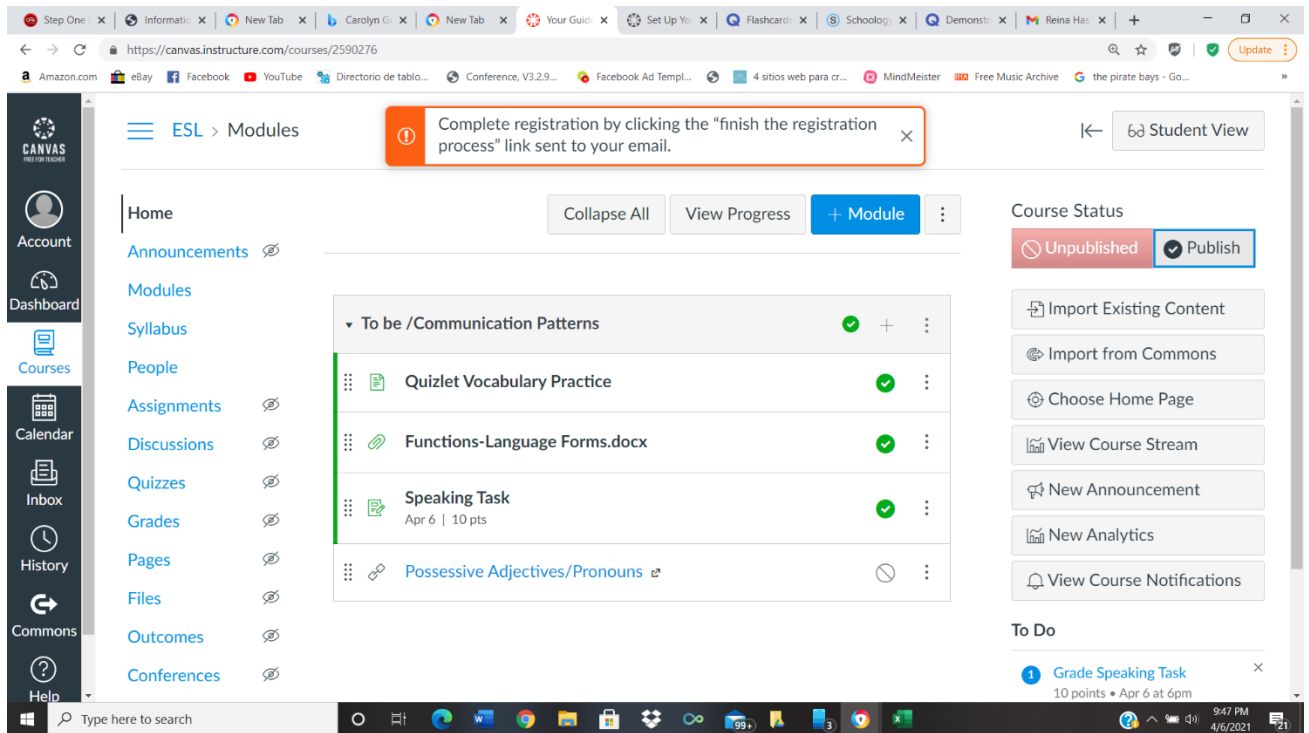 Step One
Informatic
New Tab
Carolyn G
New Tab
Your Guid
Set Up Yo
Flashcards
Schoology
Demonstr
Reina Has
https://canvas.instructure.com/courses/2590276
Update
Amazon.com
eBay
Facebook
YouTube
Directorio de tablo...
Conference, V3.2.9...
Facebook Ad Templ...
4 sitios web para cr...
MindMeister
Free Music Archive
the pirate bays - Go...
CANVAS
FREE FOR TEACHER
Account
Dashboard
Courses
Calendar
Inbox
History
Commons
Help
ESL > Modules
Complete registration by clicking the “finish the registration
process” link sent to your email.
Student View
Home
Announcements
Modules
Syllabus
People
Assignments
Discussions
Quizzes
Grades
Pages
Files
Outcomes
Conferences
Collapse All
View Progress
+ Module
To be /Communication Patterns
Quizlet Vocabulary Practice
Functions-Language Forms.docx
Speaking Task
Apr 6 | 10 pts
Possessive Adjectives/Pronouns
Course Status
Unpublished
Publish
Import Existing Content
Import from Commons
Choose Home Page
View Course Stream
New Announcement
New Analytics
View Course Notifications
To Do
1
Grade Speaking Task
10 points • Apr 6 at 6pm
Type here to search
99+
3
9:47 PM
4/6/2021
21